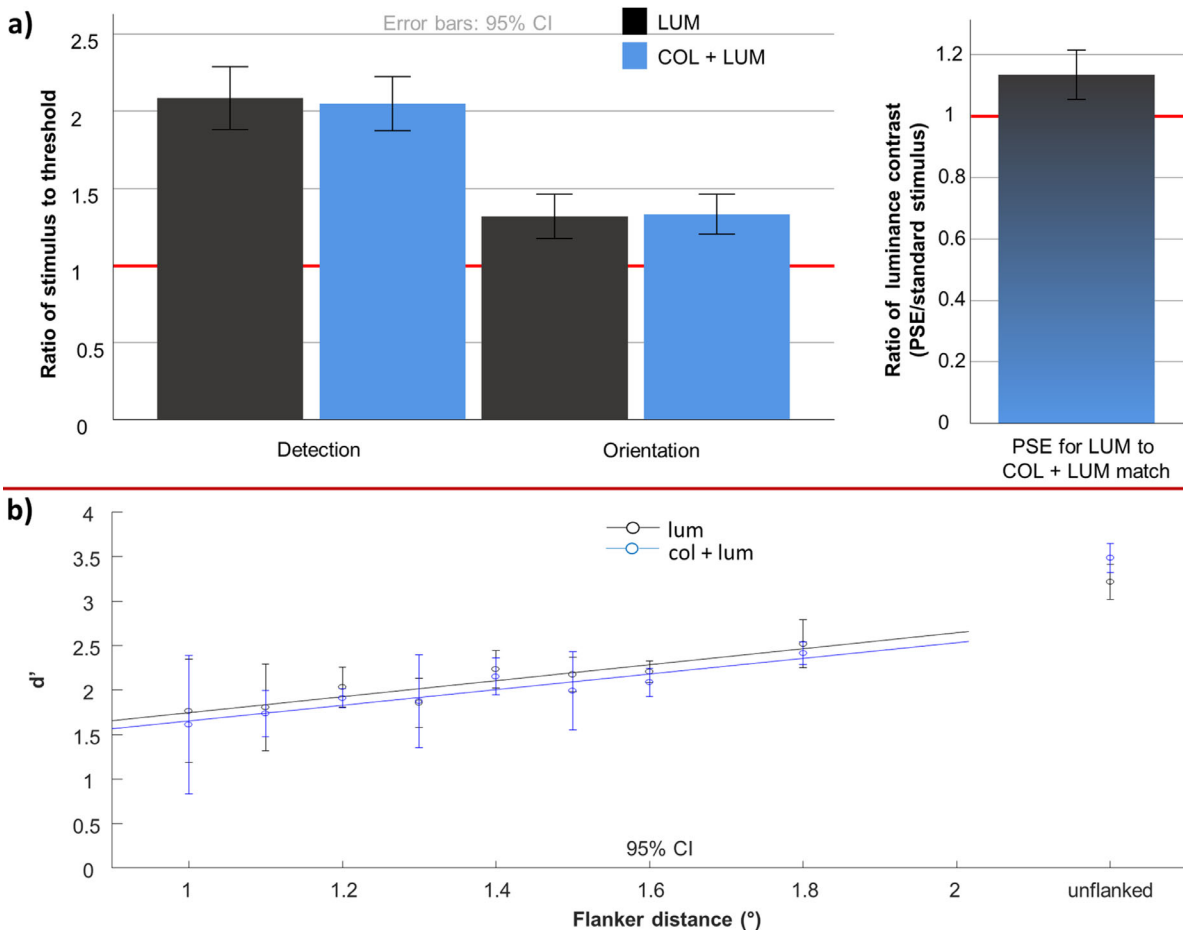 a)
Error bars: 95% CI
LUM
COL + LUM
Ratio of stimulus to threshold
2.5
2
1.5
1
0.5
0
Detection
Orientation
Ratio of luminance contrast
(PSE/standard stimulus)
1.2
1
0.8
0.6
0.4
0.2
0
PSE for LUM to
COL + LUM match
b)
lum
col + lum
d'
4
3.5
3
2.5
2
1.5
1
0.5
0
95% CI
1 1.2 1.4 1.6 1.8 2 unflanked
Flanker distance (°)